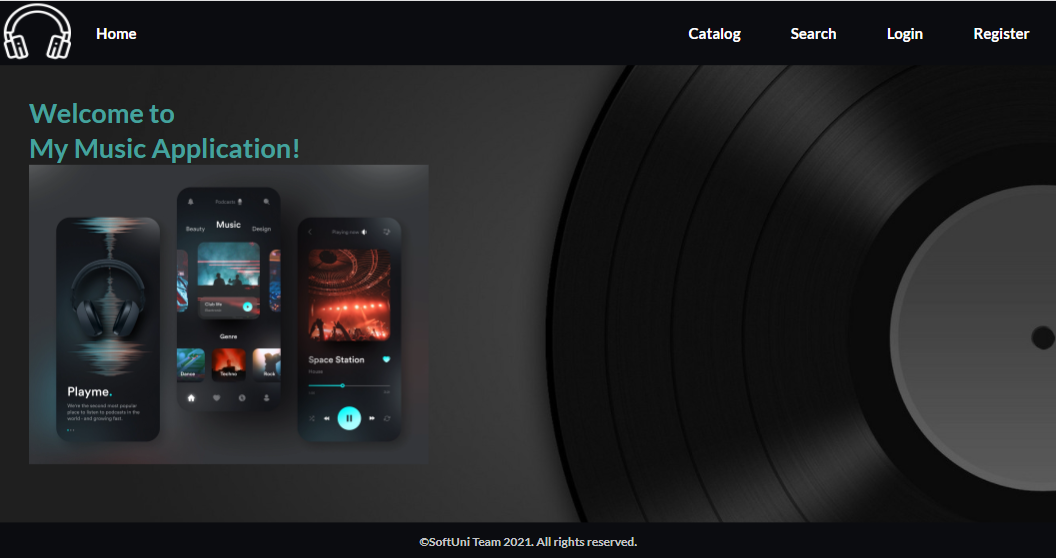 Home
Catalog
Search
Login
Register
Welcome to
My Music Application!
Playme.
We're the second most popular
place to listen to podcasts in the
world - and growing fast.
Podcasts
Beauty
Music
Design
Club Mix
Genre
Dance
Techno
Rock
Playing now
Space Station
House
©SoftUni Team 2021. All rights reserved.